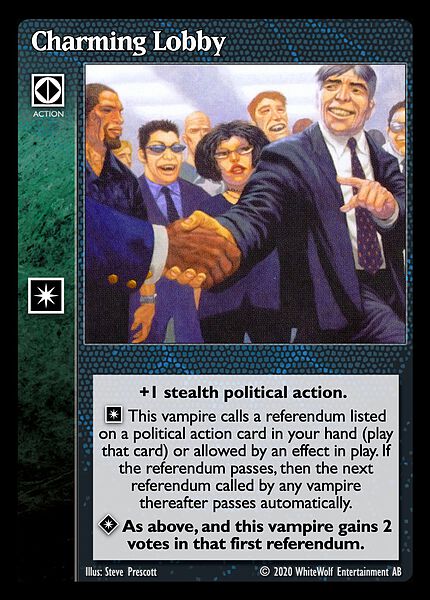 Charming Lobby
ACTION
+1 stealth political action.
This vampire calls a referendum listed
on a political action card in your hand (play
that card) or allowed by an effect in play. If
the referendum passes, then the next
referendum called by any vampire
thereafter passes automatically.
As above, and this vampire gains 2
votes in that first referendum.
Illus: Steve Prescott
© 2020 WhiteWolf Entertainment AB